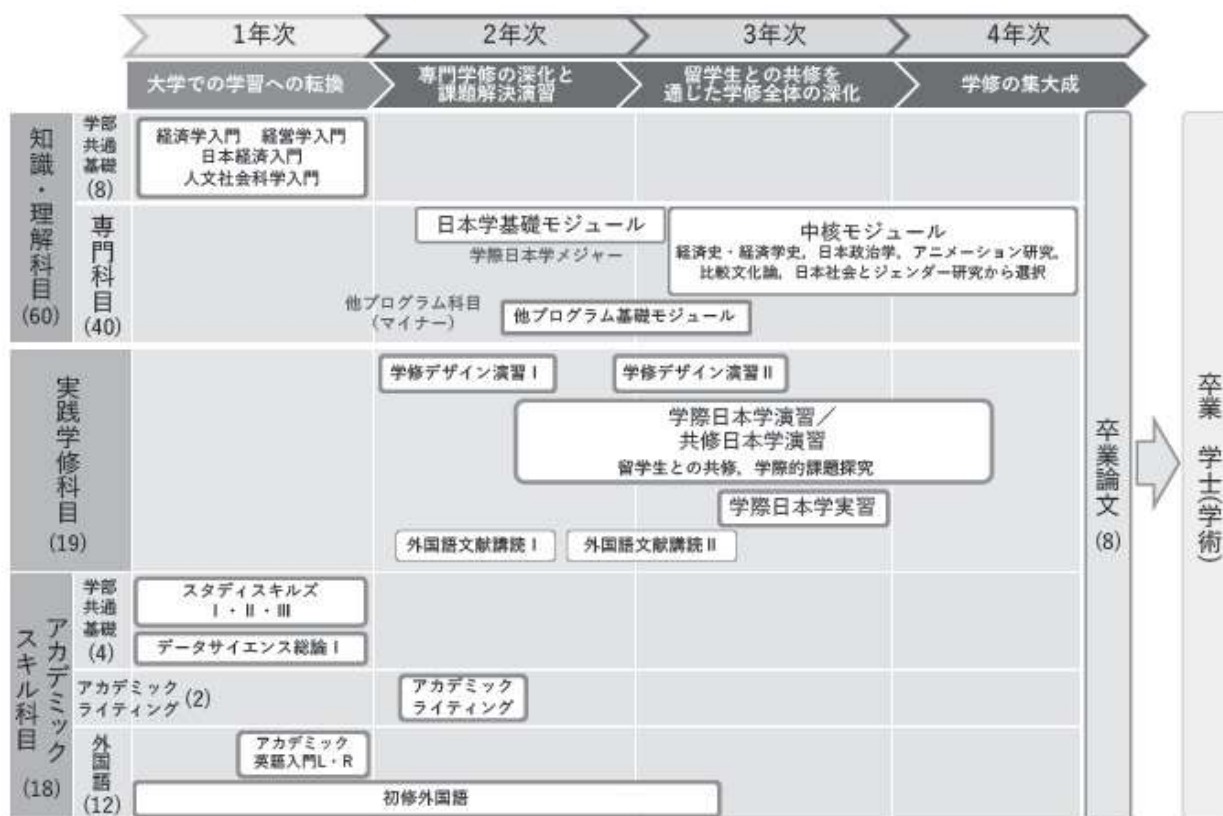 1年次
2年次
3年次
4年次
大学での学習への転換
専門学修の深化と
課題解決演習
留学生との共修を
通じた学修全体の深化
学修の集大成
知識・理解科目
(60)
学部
共通
基礎
(8)
経済学入門 経営学入門
日本経済入門
人文社会科学入門
専門科目
(40)
日本学基礎モジュール
学際日本学メジャー
中核モジュール
経済史・経済学史，日本政治学，アニメーション研究，
比較文化論，日本社会とジェンダー研究から選択
他プログラム科目
(マイナー)
他プログラム基礎モジュール
実践学修科目
(19)
学修デザイン演習Ⅰ
学修デザイン演習Ⅱ
学際日本学演習／
共修日本学演習
留学生との共修，学際的課題探究
学際日本学実習
外国語文献講読Ⅰ
外国語文献講読Ⅱ
アカデミック
スキル科目
(18)
学部
共通
基礎
(4)
スタディスキルズ
Ⅰ・Ⅱ・Ⅲ
データサイエンス総論Ⅰ
アカデミック
ライティング
(2)
アカデミック
ライティング
外国語
(12)
アカデミック
英語入門L・R
初修外国語
卒業論文
(8)
卒業 学士(学術)